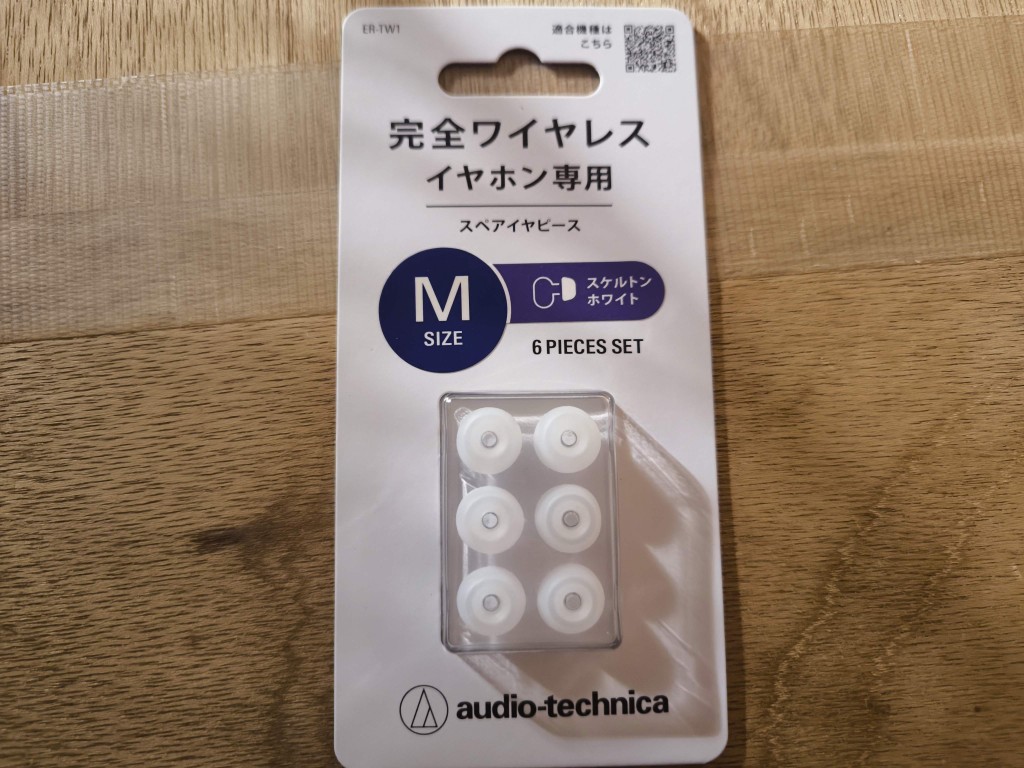 ER-TW1
適合機種は
こちら
完全ワイヤレス
イヤホン専用
スペアイヤピース
M
SIZE
スケルトン
ホワイト
6 PIECES SET
audio-technica